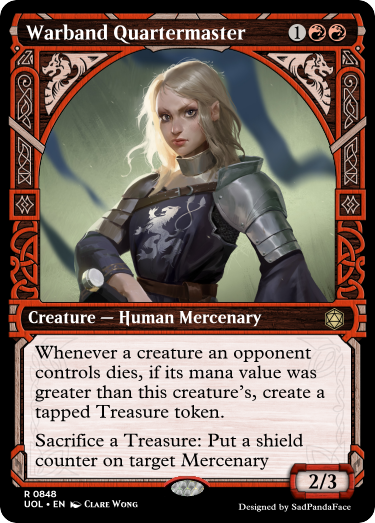 Warband Quartermaster 1
Creature — Human Mercenary
Whenever a creature an opponent
controls dies, if its mana value was
greater than this creature's, create a
tapped Treasure token.
Sacrifice a Treasure: Put a shield
counter on target Mercenary
2/3
R 0848
UOL • EN Clare Wong
Designed by SadPandaFace